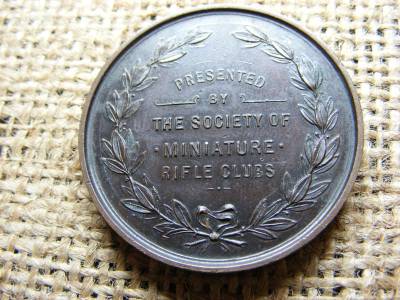 PRESENTED
BY
THE SOCIETY OF
· MINIATURE ·
RIFLE CLUBS